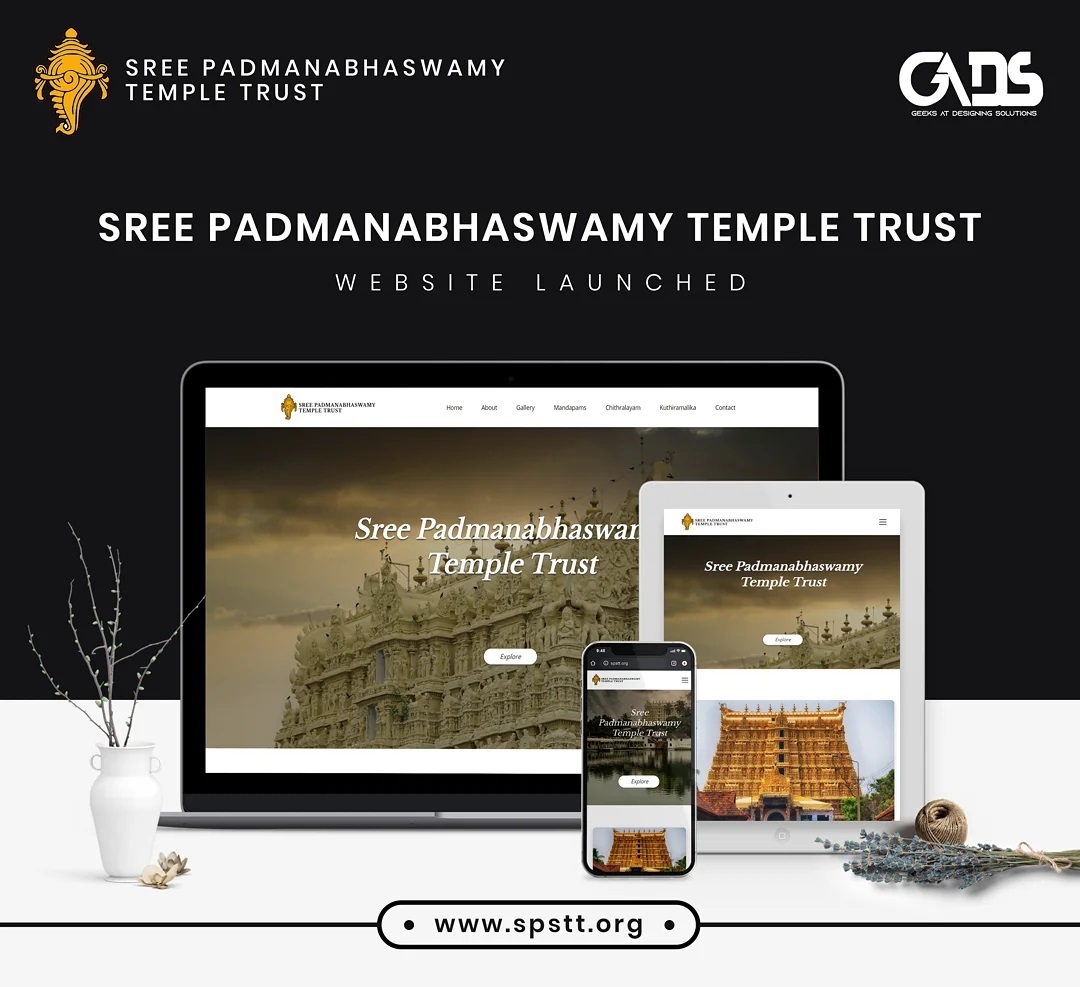 SREE PADMANABHASWAMY
TEMPLE TRUST
GADS
GEEKS AT DESIGNING SOLUTIONS
SREE PADMANABHASWAMY TEMPLE TRUST
WEBSITE LAUNCHED
SREE PADMANABHASWAMY
TEMPLE TRUST
Home About Gallery Mandapams Chithralayam Kuthiramalika Contact
Sree Padmanabhaswam
Temple Trust
Explore
SREE PADMANABHASWAMY
TEMPLE TRUST
Sree Padmanabhaswamy
Temple Trust
Explore
9:48
spstt.org
SREE PADMANABHASWAMY
TEMPLE TRUST
Sree
Padmanabhaswamy
Temple Trust
Explore
www.spstt.org